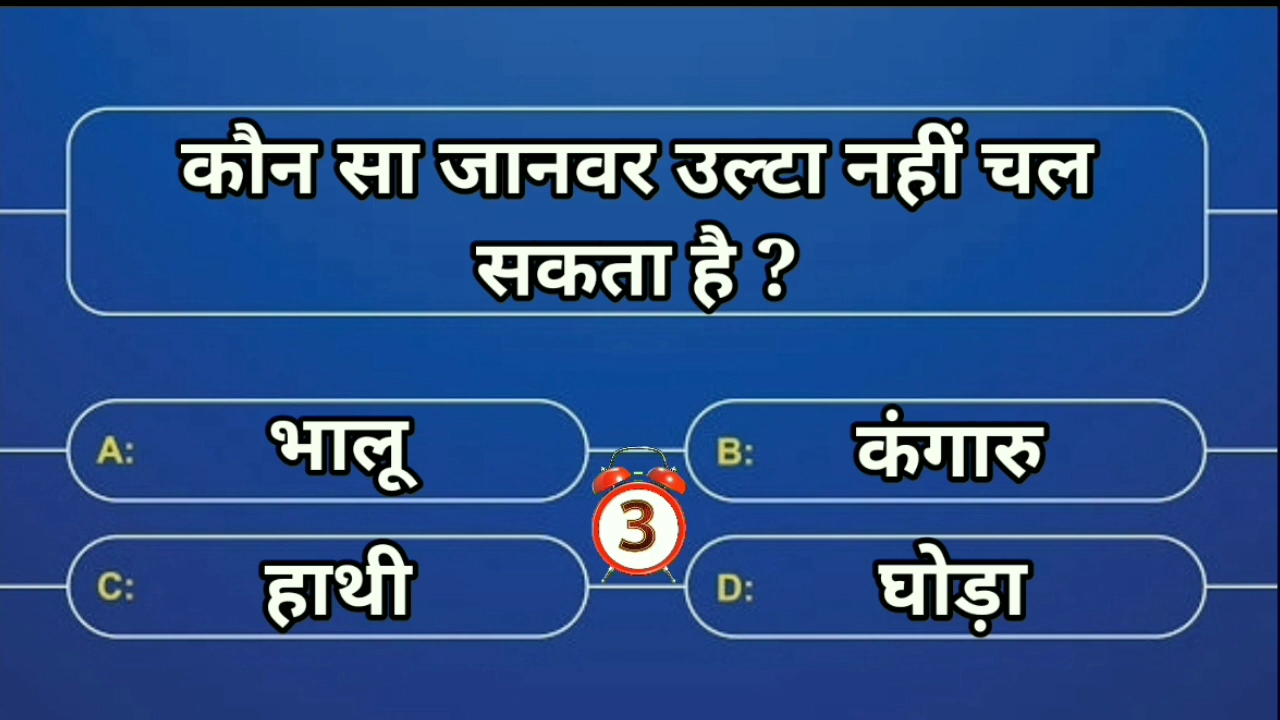 कौन सा जानवर उल्टा नहीं चल
सकता है ?
A: भालू
B: कंगारु
3
C: हाथी
D: घोड़ा